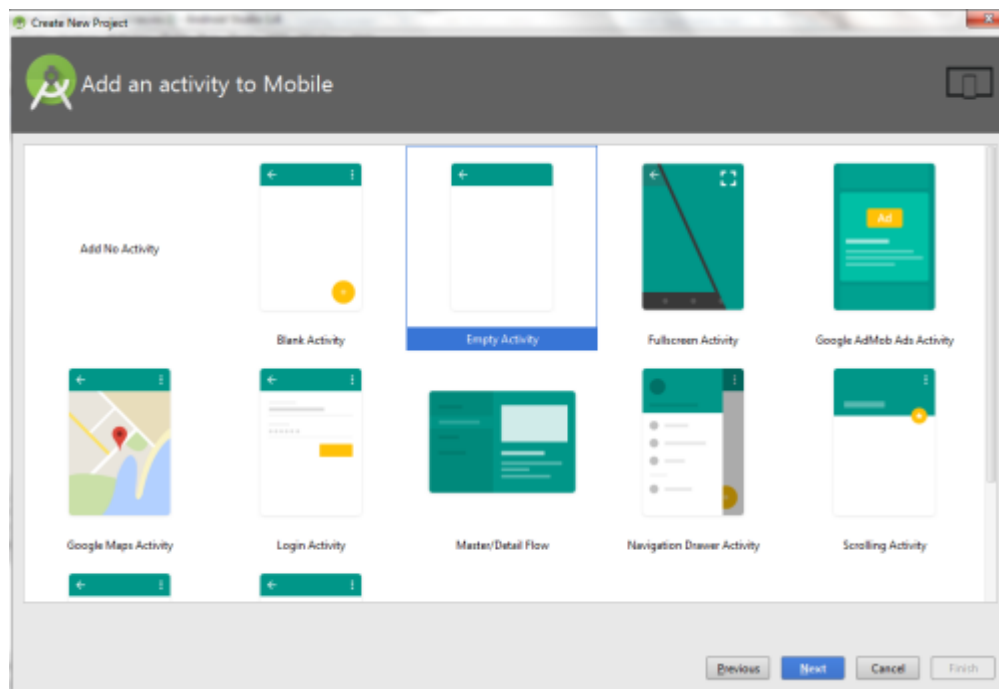 Create New Project
Add an activity to Mobile
Add No Activity
Blank Activity
Empty Activity
Fullscreen Activity
Ad
Google AdMob Ads Activity
Google Maps Activity
Login Activity
Master/Detail Flow
Navigation Drawer Activity
Scrolling Activity
Previous
Next
Cancel
Finish